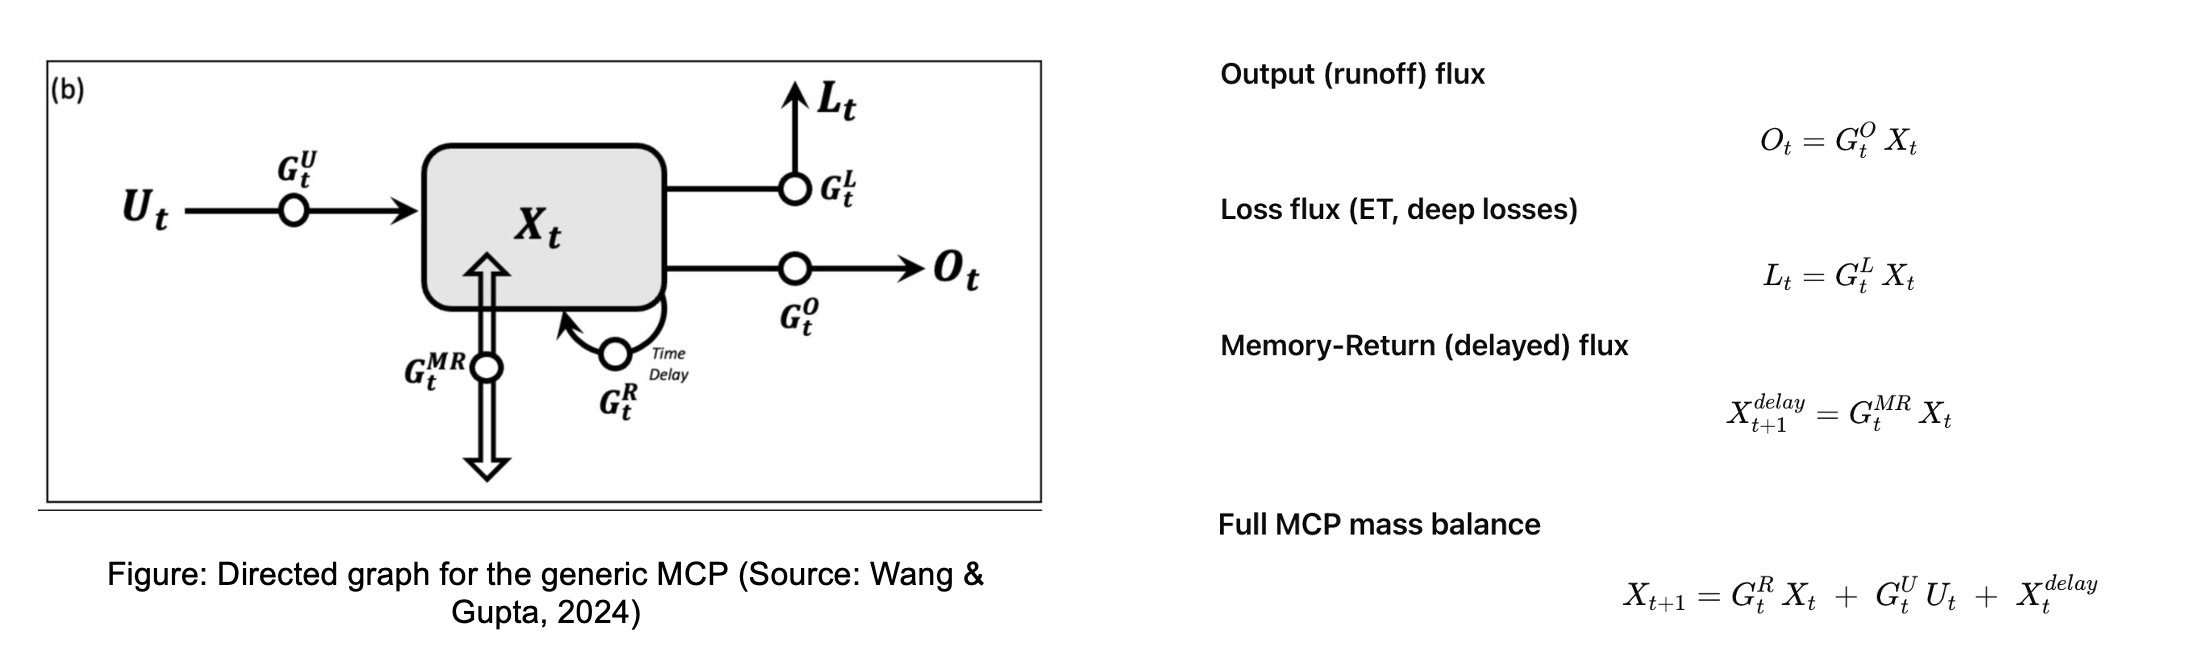 (b)
U_t
G_t^U
X_t
L_t
G_t^L
O_t
G_t^O
G_t^{MR}
Time
Delay
G_t^R
Figure: Directed graph for the generic MCP (Source: Wang &
Gupta, 2024)
Output (runoff) flux
O_t = G_t^O X_t
Loss flux (ET, deep losses)
L_t = G_t^L X_t
Memory-Return (delayed) flux
X_{t+1}^{delay} = G_t^{MR} X_t
Full MCP mass balance
X_{t+1} = G_t^R X_t + G_t^U U_t + X_t^{delay}